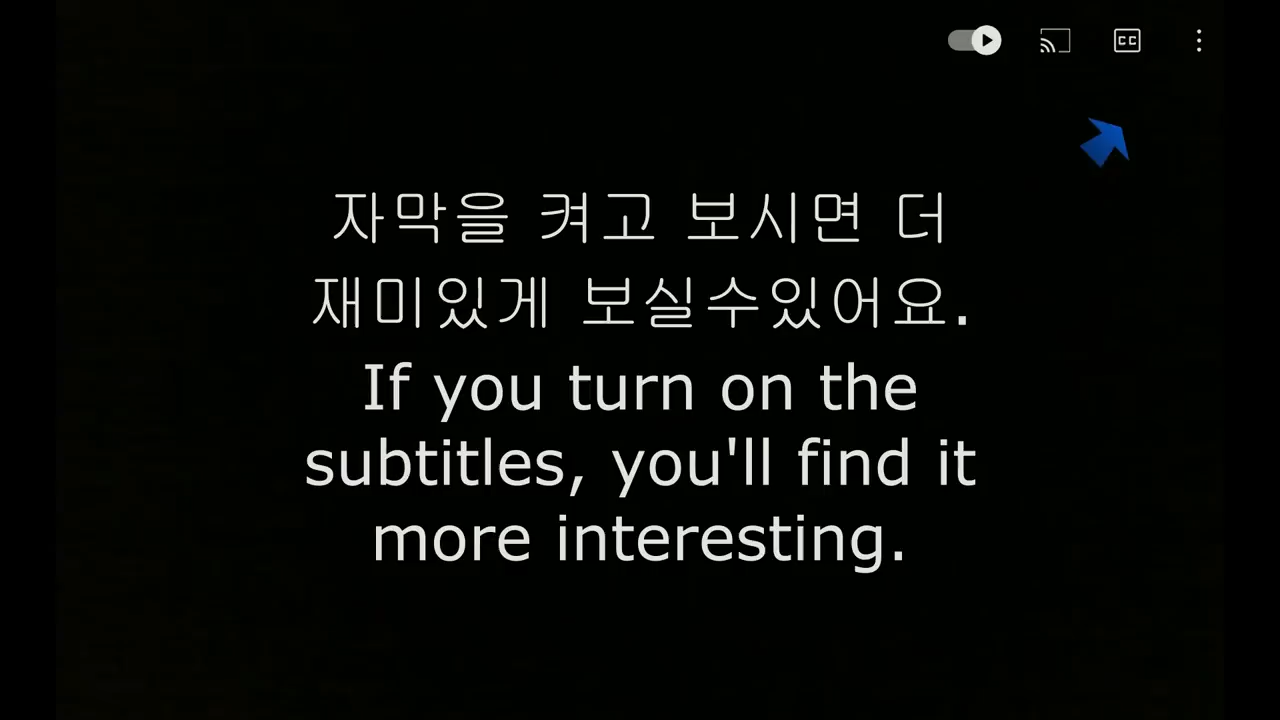 CC
자막을 켜고 보시면 더
재미있게 보실수있어요.
If you turn on the
subtitles, you'll find it
more interesting.